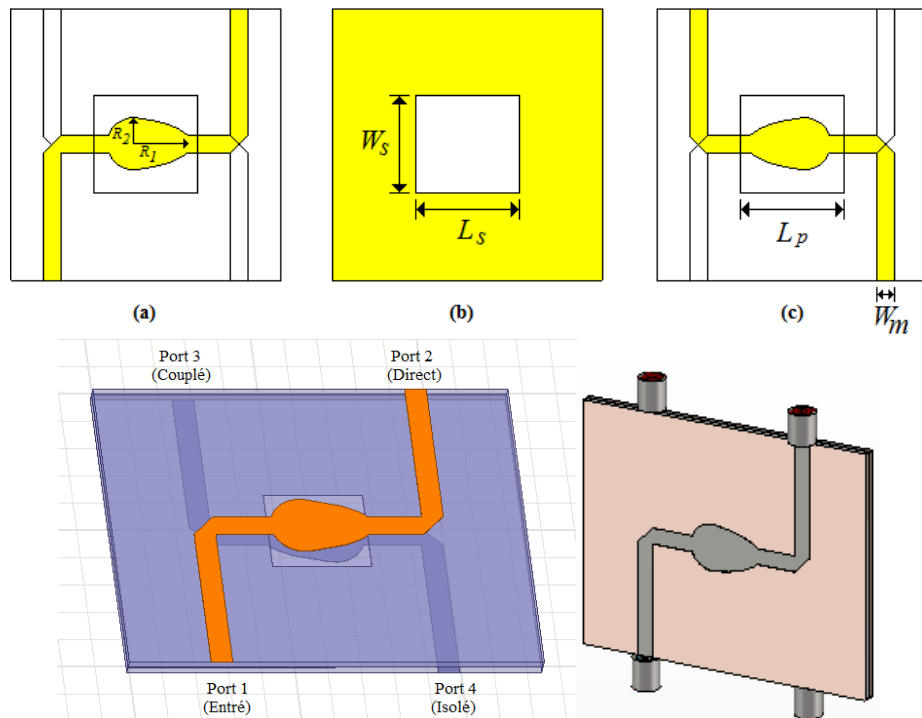 R2
R1
Ws
Ls
Lp
(a)
(b)
(c)
Wm
Port 3
(Couplé)
Port 2
(Direct)
Port 1
(Entré)
Port 4
(Isolé)